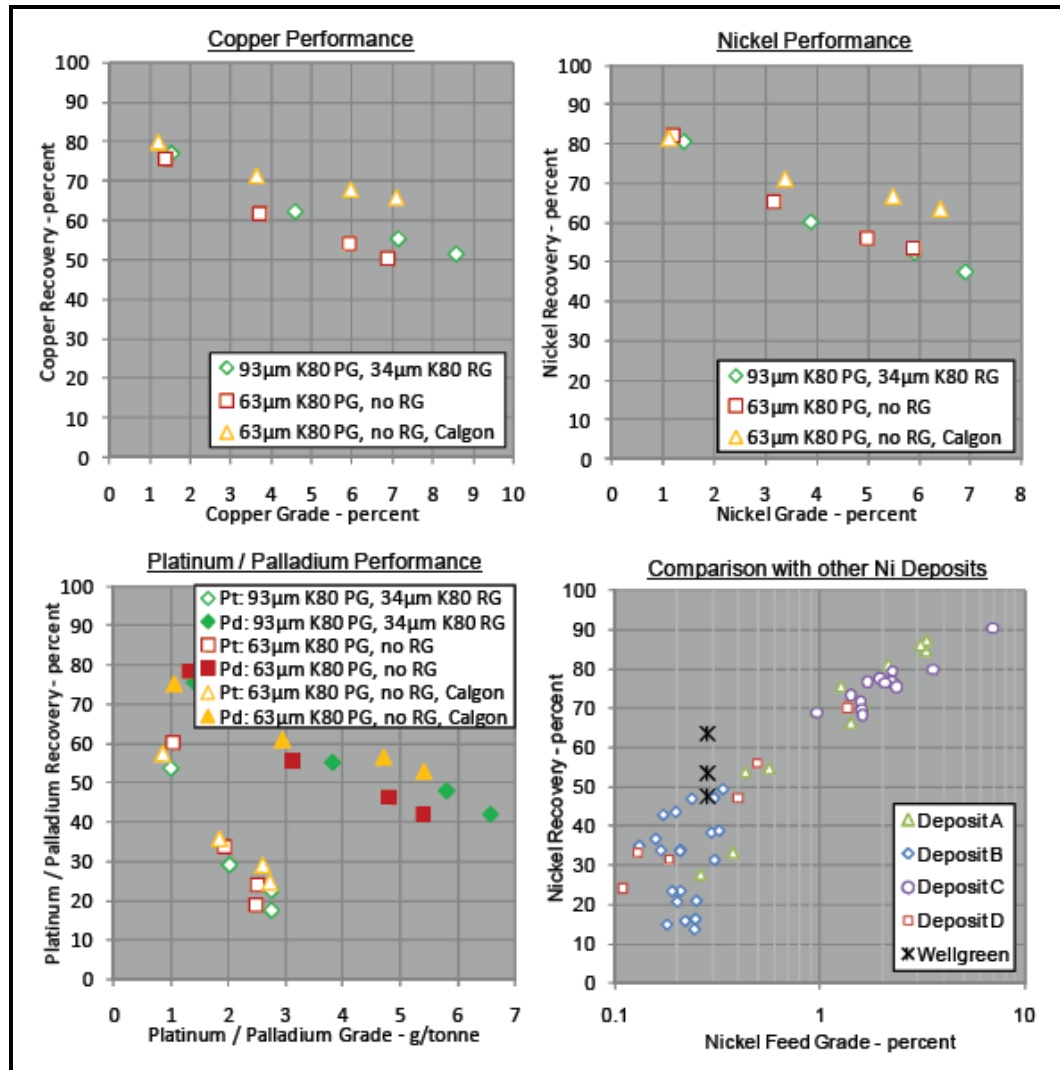 Copper Performance
Copper Recovery - percent
100
90
80
70
60
50
40
30
20
10
0
0 1 2 3 4 5 6 7 8 9 10
Copper Grade - percent
93µm K80 PG, 34µm K80 RG
63µm K80 PG, no RG
63µm K80 PG, no RG, Calgon
Nickel Performance
Nickel Recovery - percent
100
90
80
70
60
50
40
30
20
10
0
0 1 2 3 4 5 6 7 8
Nickel Grade - percent
93µm K80 PG, 34µm K80 RG
63µm K80 PG, no RG
63µm K80 PG, no RG, Calgon
Platinum / Palladium Performance
Platinum / Palladium Recovery - percent
100
90
80
70
60
50
40
30
20
10
0
0 1 2 3 4 5 6 7
Platinum / Palladium Grade - g/tonne
Pt: 93µm K80 PG, 34µm K80 RG
Pd: 93µm K80 PG, 34µm K80 RG
Pt: 63µm K80 PG, no RG
Pd: 63µm K80 PG, no RG
Pt: 63µm K80 PG, no RG, Calgon
Pd: 63µm K80 PG, no RG, Calgon
Comparison with other Ni Deposits
Nickel Recovery - percent
100
90
80
70
60
50
40
30
20
10
0
0.1 1 10
Nickel Feed Grade - percent
Deposit A
Deposit B
Deposit C
Deposit D
Wellgreen